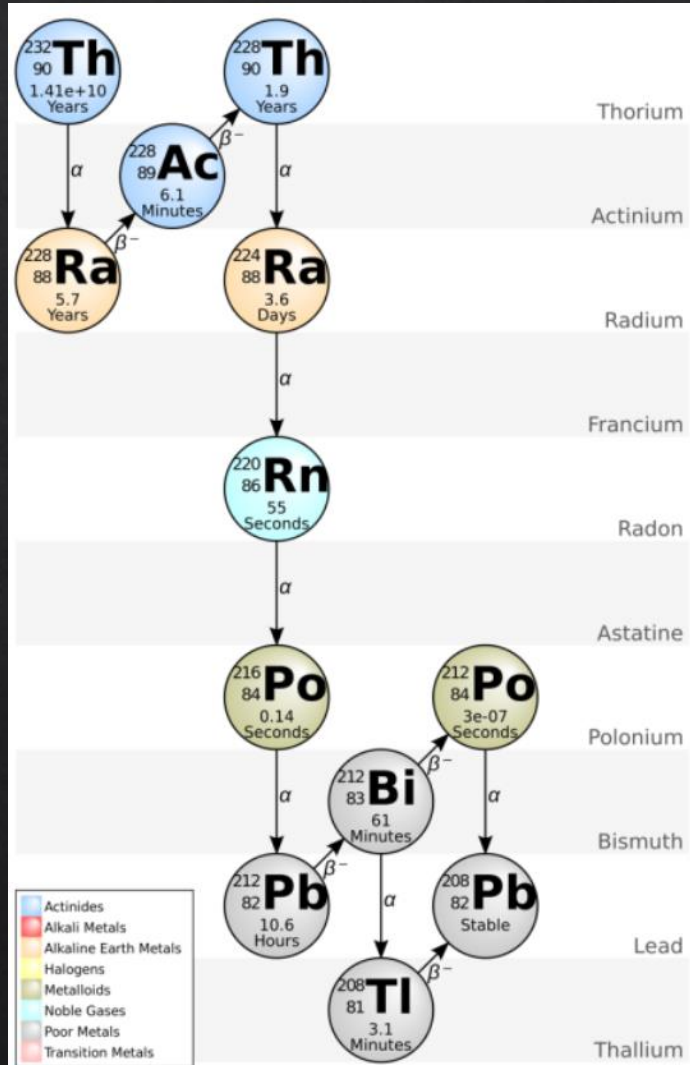 232
90 Th
1.41e+10
Years
228
90 Th
1.9
Years
Thorium
α
β−
α
228
89 Ac
6.1
Minutes
Actinium
β−
228
88 Ra
5.7
Years
224
88 Ra
3.6
Days
Radium
α
Francium
220
86 Rn
55
Seconds
Radon
α
Astatine
216
84 Po
0.14
Seconds
212
84 Po
3e-07
Seconds
Polonium
α
β−
α
212
83 Bi
61
Minutes
Bismuth
β−
212
82 Pb
10.6
Hours
α
208
82 Pb
Stable
Lead
β−
208
81 Tl
3.1
Minutes
Thallium
Actinides
Alkali Metals
Alkaline Earth Metals
Halogens
Metalloids
Noble Gases
Poor Metals
Transition Metals